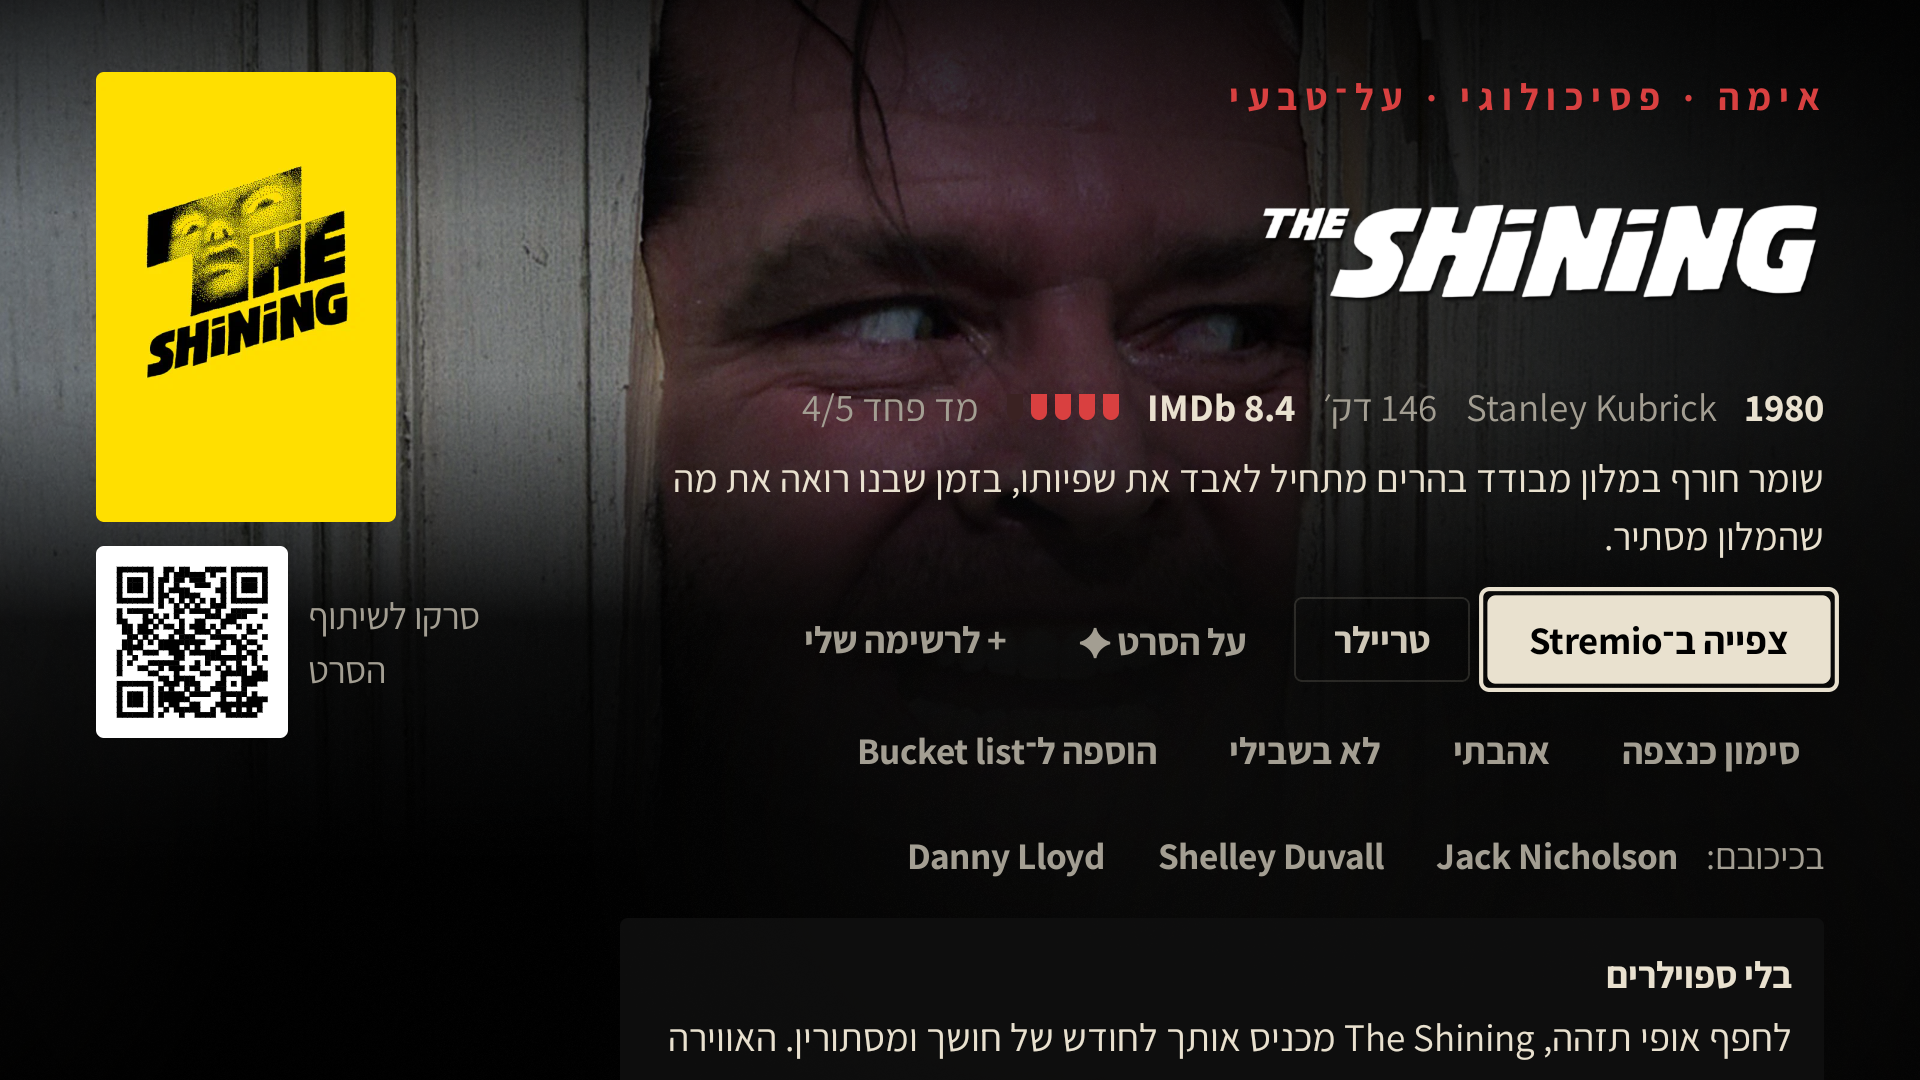 אימה · פסיכולוגי · על־טבעי
THE SHiNiNG
THE
SHiNiNG
1980 Stanley Kubrick 146 דק׳ IMDb 8.4 מד פחד 4/5
שומר חורף במלון מבודד בהרים מתחיל לאבד את שפיותו, בזמן שבנו רואה את מה
שהמלון מסתיר.
צפייה ב־Stremio
טריילר
על הסרט
+ לרשימה שלי
סרקו לשיתוף
הסרט
סימון כנצפה
אהבתי
לא בשבילי
הוספה ל־Bucket list
בכיכובם: Jack Nicholson Shelley Duvall Danny Lloyd
בלי ספוילרים
לחפף אופי תזהה, The Shining מכניס אותך לחודש של חושך ומסתורין. האווירה